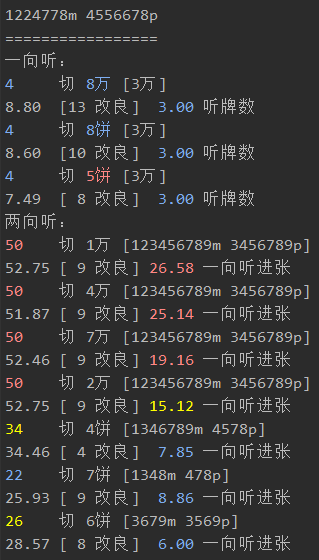 1224778m 4556678p
=================
一向听:
4 切 8万 [3万]
8.80 [13 改良] 3.00 听牌数
4 切 8饼 [3万]
8.60 [10 改良] 3.00 听牌数
4 切 5饼 [3万]
7.49 [ 8 改良] 3.00 听牌数
两向听:
50 切 1万 [123456789m 3456789p]
52.75 [ 9 改良] 26.58 一向听进张
50 切 4万 [123456789m 3456789p]
51.87 [ 9 改良] 25.14 一向听进张
50 切 7万 [123456789m 3456789p]
52.46 [ 9 改良] 19.16 一向听进张
50 切 2万 [123456789m 3456789p]
52.75 [ 9 改良] 15.12 一向听进张
34 切 4饼 [1346789m 4578p]
34.46 [ 4 改良] 7.85 一向听进张
22 切 7饼 [1348m 478p]
25.93 [ 9 改良] 8.86 一向听进张
26 切 6饼 [3679m 3569p]
28.57 [ 8 改良] 6.00 一向听进张